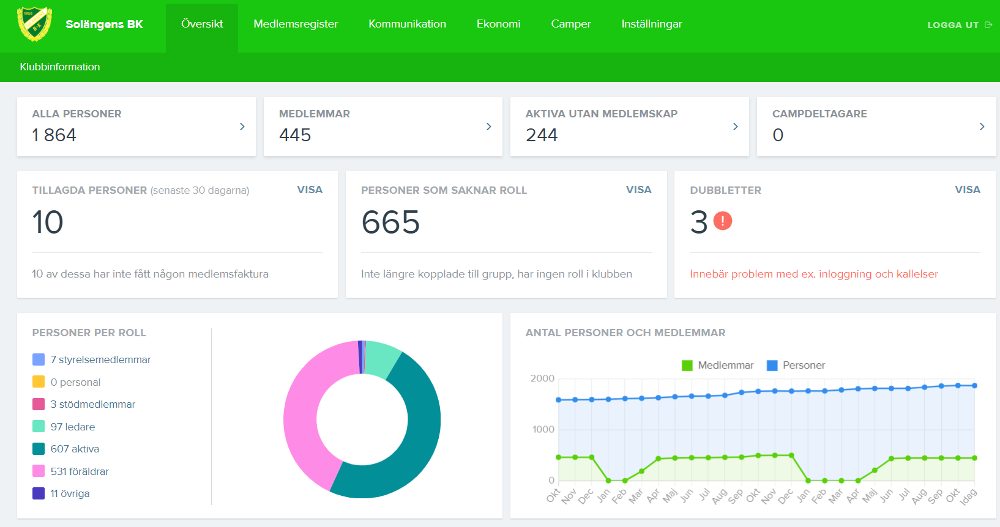 1950
B·K
Solängens BK
Översikt
Medlemsregister
Kommunikation
Ekonomi
Camper
Inställningar
LOGGA UT
Klubbinformation
ALLA PERSONER
1 864
MEDLEMMAR
445
AKTIVA UTAN MEDLEMSKAP
244
CAMPDELTAGARE
0
TILLAGDA PERSONER (senaste 30 dagarna)
VISA
10
10 av dessa har inte fått någon medlemsfaktura
PERSONER SOM SAKNAR ROLL
VISA
665
Inte längre kopplade till grupp, har ingen roll i klubben
DUBBLETTER
VISA
3 !
Innebär problem med ex. inloggning och kallelser
PERSONER PER ROLL
7 styrelsemedlemmar
0 personal
3 stödmedlemmar
97 ledare
607 aktiva
531 föräldrar
11 övriga
ANTAL PERSONER OCH MEDLEMMAR
Medlemmar
Personer
2000
1000
0
Okt
Nov
Dec
Jan
Feb
Mar
Apr
Maj
Jun
Jul
Aug
Sep
Okt
Nov
Dec
Jan
Feb
Mar
Apr
Maj
Jun
Jul
Aug
Sep
Okt
Idag